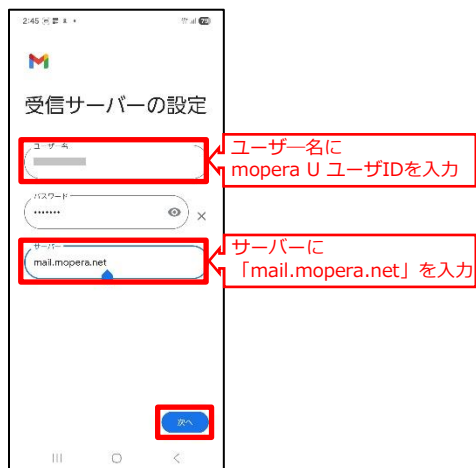 2:45
受信サーバーの設定
ユーザー名
ユーザー名に
mopera U ユーザIDを入力
パスワード
•••••••
サーバー
mail.mopera.net
サーバーに
「mail.mopera.net」を入力
次へ